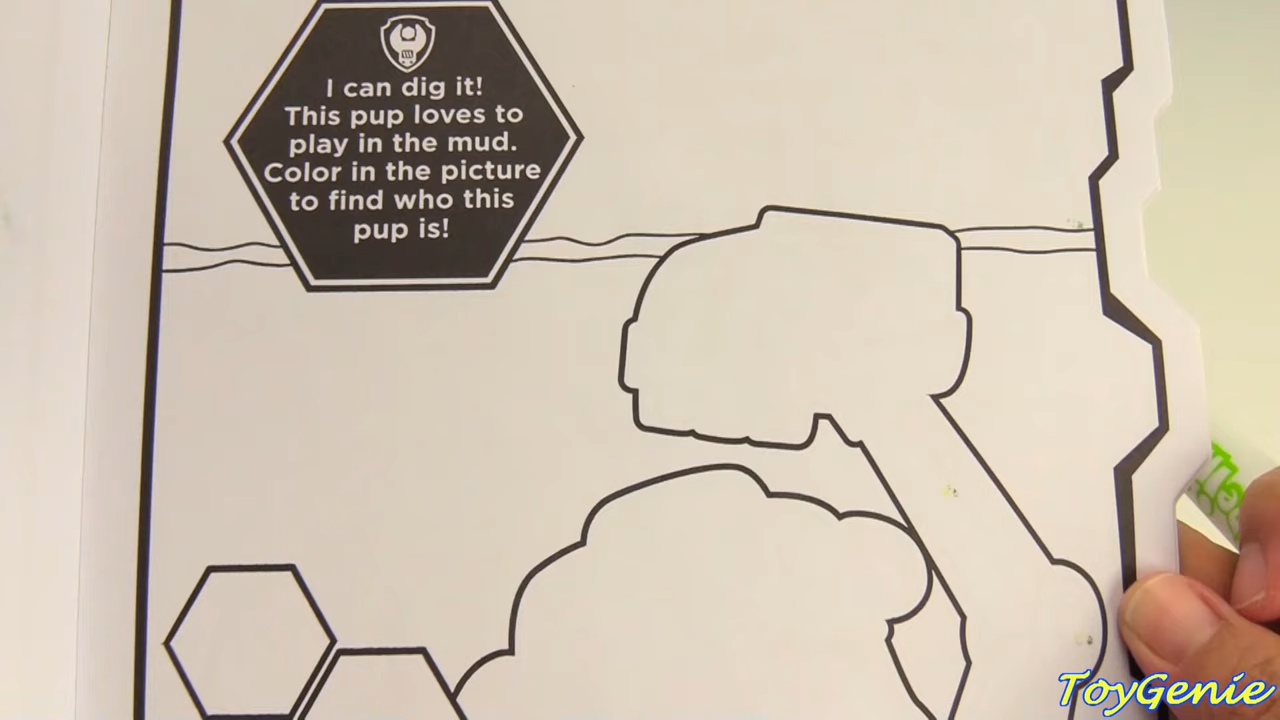 I can dig it!
This pup loves to
play in the mud.
Color in the picture
to find who this
pup is!
ToyGenie